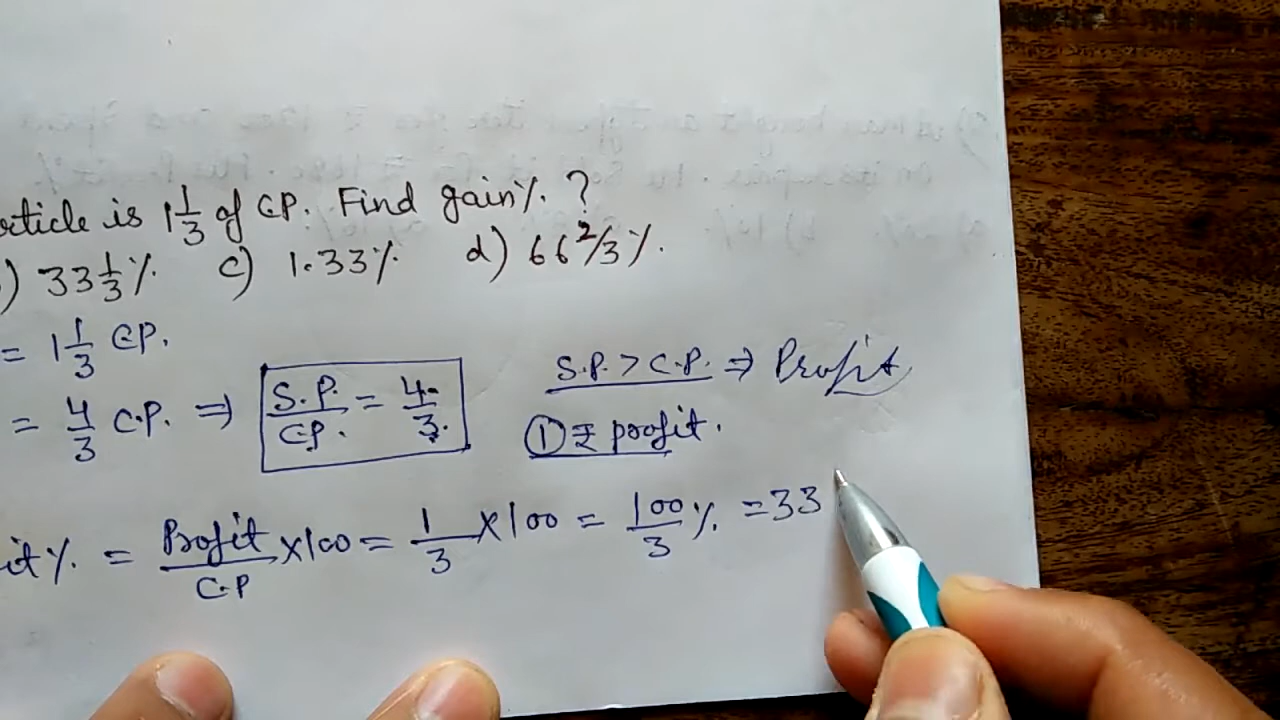 orticle is 1 1/3 of C.P. Find gain%. ?
) 33 1/3 % c) 1.33% d) 66 2/3 %.
= 1 1/3 C.P.
= 4/3 C.P. ⇒ S.P./C.P. = 4/3
S.P. > C.P. ⇒ Profit
① ₹ profit.
it% = Profit/C.P × 100 = 1/3 × 100 = 100/3 % = 33